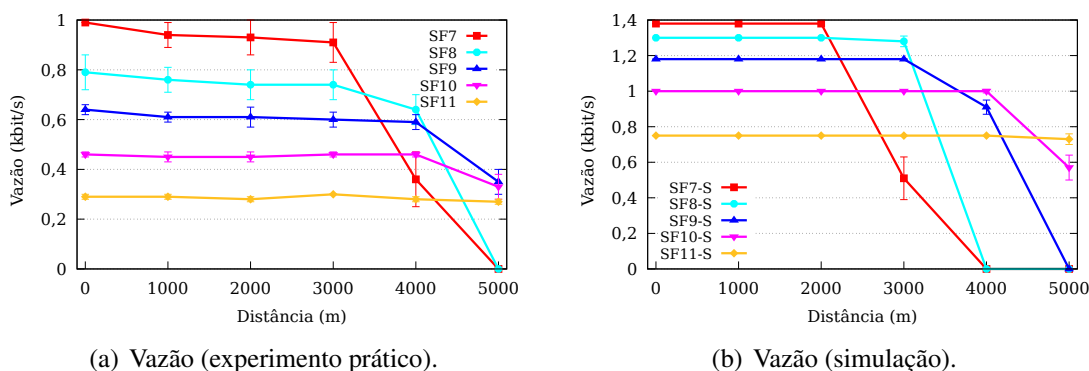 1
0,8
0,6
0,4
0,2
0
Vazão (kbit/s)
SF7
SF8
SF9
SF10
SF11
0 1000 2000 3000 4000 5000
Distância (m)
(a) Vazão (experimento prático).
1,4
1,2
1
0,8
0,6
0,4
0,2
0
Vazão (kbit/s)
SF7-S
SF8-S
SF9-S
SF10-S
SF11-S
0 1000 2000 3000 4000 5000
Distância (m)
(b) Vazão (simulação).